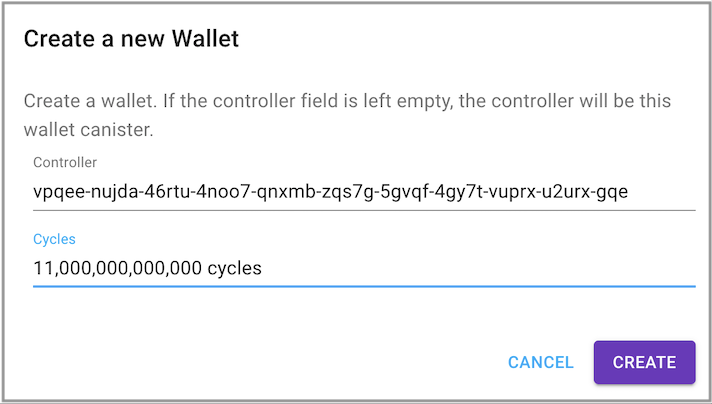 Create a new Wallet
Create a wallet. If the controller field is left empty, the controller will be this
wallet canister.
Controller
vpqee-nujda-46rtu-4noo7-qnxmb-zqs7g-5gvqf-4gy7t-vuprx-u2urx-gqe
Cycles
11,000,000,000,000 cycles
CANCEL
CREATE